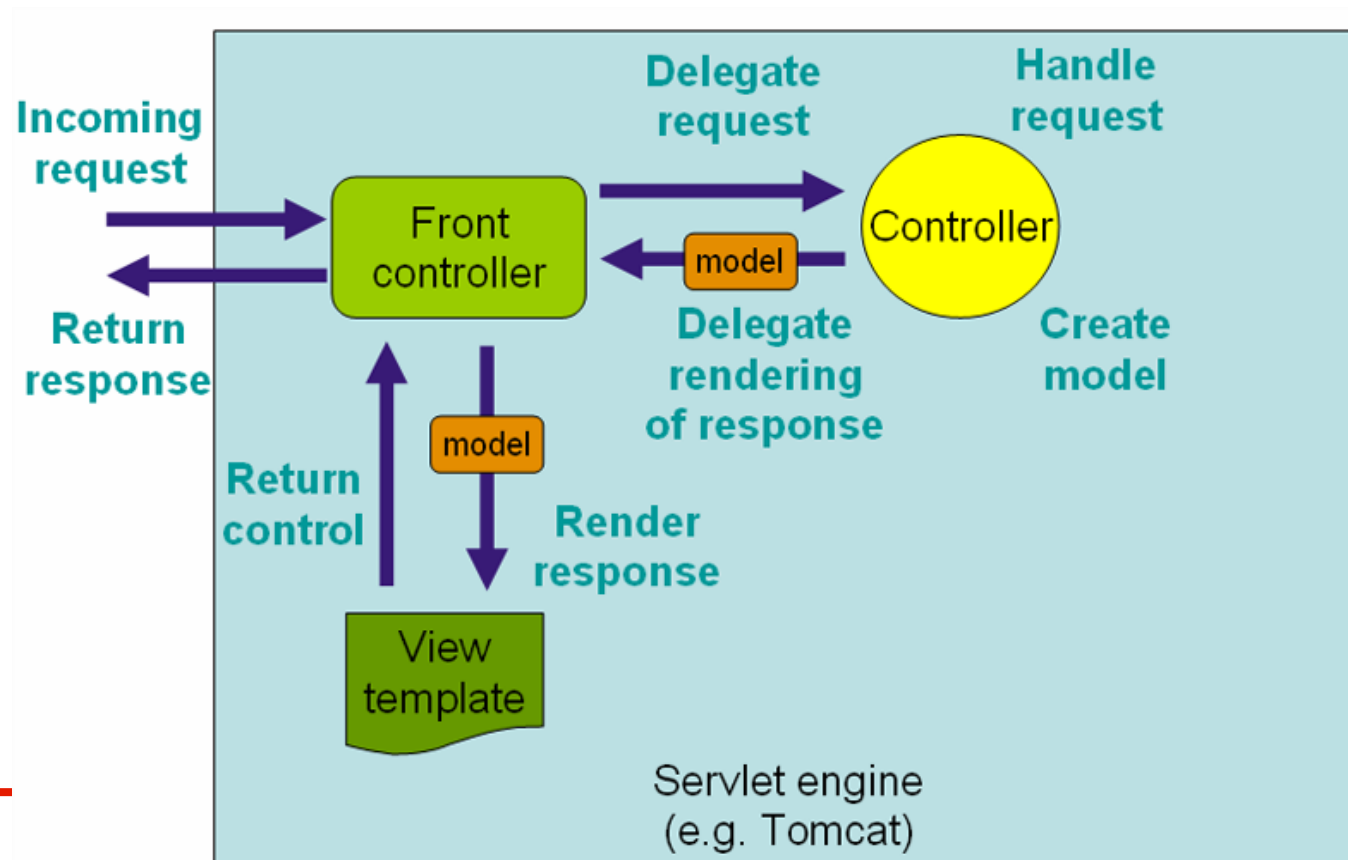 Incoming
request
Return
response
Front
controller
Delegate
request
Handle
request
Controller
model
Delegate
rendering
of response
Create
model
Return
control
model
Render
response
View
template
Servlet engine
(e.g. Tomcat)